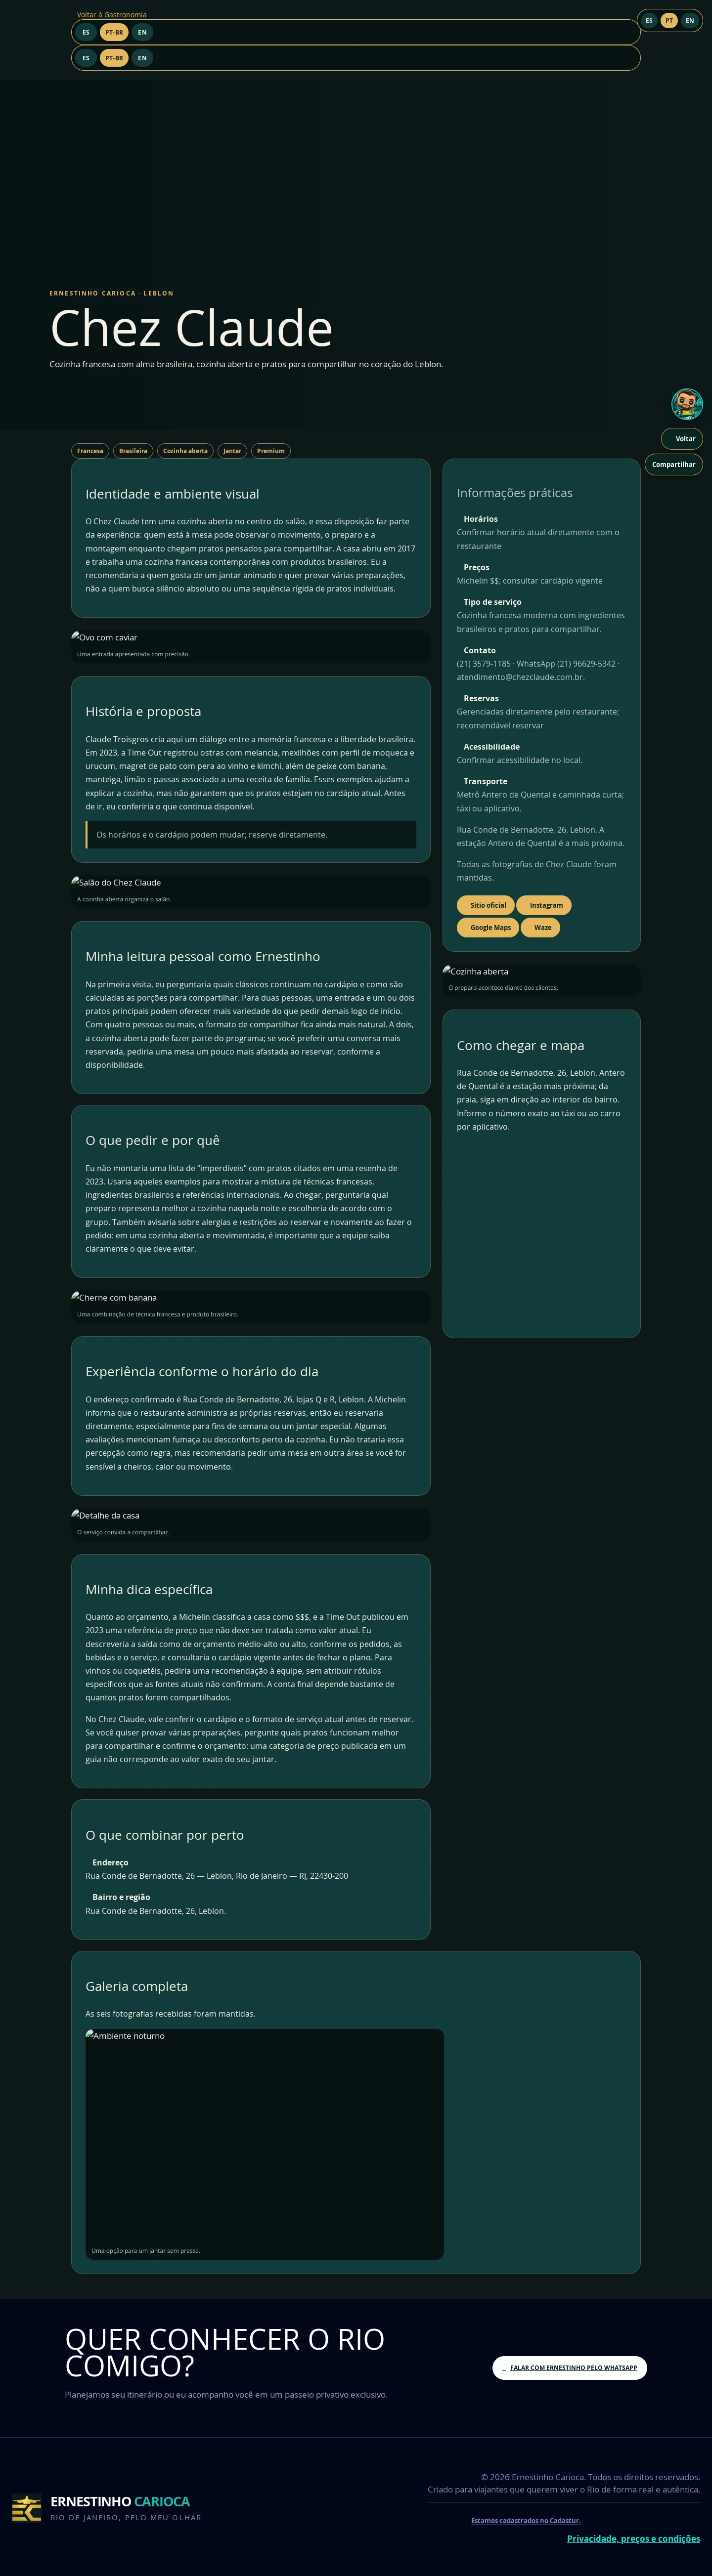 Voltar à Gastronomia
ES PT-BR EN
ES PT EN
ES PT-BR EN
ERNESTINHO CARIOCA · LEBLON
Chez Claude
Cozinha francesa com alma brasileira, cozinha aberta e pratos para compartilhar no coração do Leblon.
Voltar
Compartilhar
Francesa Brasileira Cozinha aberta Jantar Premium
Identidade e ambiente visual
O Chez Claude tem uma cozinha aberta no centro do salão, e essa disposição faz parte
da experiência: quem está à mesa pode observar o movimento, o preparo e a
montagem enquanto chegam pratos pensados para compartilhar. A casa abriu em 2017
e trabalha uma cozinha francesa contemporânea com produtos brasileiros. Eu a
recomendaria a quem gosta de um jantar animado e quer provar várias preparações,
não a quem busca silêncio absoluto ou uma sequência rígida de pratos individuais.
Ovo com caviar
Uma entrada apresentada com precisão.
História e proposta
Claude Troisgros cria aqui um diálogo entre a memória francesa e a liberdade brasileira.
Em 2023, a Time Out registrou ostras com melancia, mexilhões com perfil de moqueca e
urucum, magret de pato com pera ao vinho e kimchi, além de peixe com banana,
manteiga, limão e passas associado a uma receita de família. Esses exemplos ajudam a
explicar a cozinha, mas não garantem que os pratos estejam no cardápio atual. Antes
de ir, eu conferiria o que continua disponível.
Os horários e o cardápio podem mudar; reserve diretamente.
Salão do Chez Claude
A cozinha aberta organiza o salão.
Minha leitura pessoal como Ernestinho
Na primeira visita, eu perguntaria quais clássicos continuam no cardápio e como são
calculadas as porções para compartilhar. Para duas pessoas, uma entrada e um ou dois
pratos principais podem oferecer mais variedade do que pedir demais logo de início.
Com quatro pessoas ou mais, o formato de compartilhar fica ainda mais natural. A dois,
a cozinha aberta pode fazer parte do programa; se você preferir uma conversa mais
reservada, pediria uma mesa um pouco mais afastada ao reservar, conforme a
disponibilidade.
O que pedir e por quê
Eu não montaria uma lista de “imperdíveis” com pratos citados em uma resenha de
2023. Usaria aqueles exemplos para mostrar a mistura de técnicas francesas,
ingredientes brasileiros e referências internacionais. Ao chegar, perguntaria qual
preparo representa melhor a cozinha naquela noite e escolheria de acordo com o
grupo. Também avisaria sobre alergias e restrições ao reservar e novamente ao fazer o
pedido: em uma cozinha aberta e movimentada, é importante que a equipe saiba
claramente o que deve evitar.
Cherne com banana
Uma combinação de técnica francesa e produto brasileiro.
Experiência conforme o horário do dia
O endereço confirmado é Rua Conde de Bernadotte, 26, lojas Q e R, Leblon. A Michelin
informa que o restaurante administra as próprias reservas, então eu reservaria
diretamente, especialmente para fins de semana ou um jantar especial. Algumas
avaliações mencionam fumaça ou desconforto perto da cozinha. Eu não trataria essa
percepção como regra, mas recomendaria pedir uma mesa em outra área se você for
sensível a cheiros, calor ou movimento.
Detalhe da casa
O serviço convida a compartilhar.
Minha dica específica
Quanto ao orçamento, a Michelin classifica a casa como $$$, e a Time Out publicou em
2023 uma referência de preço que não deve ser tratada como valor atual. Eu
descreveria a saída como de orçamento médio-alto ou alto, conforme os pedidos, as
bebidas e o serviço, e consultaria o cardápio vigente antes de fechar o plano. Para
vinhos ou coquetéis, pediria uma recomendação à equipe, sem atribuir rótulos
específicos que as fontes atuais não confirmam. A conta final depende bastante de
quantos pratos forem compartilhados.
No Chez Claude, vale conferir o cardápio e o formato de serviço atual antes de reservar.
Se você quiser provar várias preparações, pergunte quais pratos funcionam melhor
para compartilhar e confirme o orçamento: uma categoria de preço publicada em um
guia não corresponde ao valor exato do seu jantar.
O que combinar por perto
Endereço
Rua Conde de Bernadotte, 26 — Leblon, Rio de Janeiro — RJ, 22430-200
Bairro e região
Rua Conde de Bernadotte, 26, Leblon.
Informações práticas
Horários
Confirmar horário atual diretamente com o
restaurante
Preços
Michelin $$; consultar cardápio vigente
Tipo de serviço
Cozinha francesa moderna com ingredientes
brasileiros e pratos para compartilhar.
Contato
(21) 3579-1185 · WhatsApp (21) 96629-5342 ·
atendimento@chezclaude.com.br.
Reservas
Gerenciadas diretamente pelo restaurante;
recomendável reservar
Acessibilidade
Confirmar acessibilidade no local.
Transporte
Metrô Antero de Quental e caminhada curta;
táxi ou aplicativo.
Rua Conde de Bernadotte, 26, Leblon. A
estação Antero de Quental é a mais próxima.
Todas as fotografias de Chez Claude foram
mantidas.
Sitio oficial Instagram
Google Maps Waze
Cozinha aberta
O preparo acontece diante dos clientes.
Como chegar e mapa
Rua Conde de Bernadotte, 26, Leblon. Antero
de Quental é a estação mais próxima; da
praia, siga em direção ao interior do bairro.
Informe o número exato ao táxi ou ao carro
por aplicativo.
Galeria completa
As seis fotografias recebidas foram mantidas.
Ambiente noturno
Uma opção para um jantar sem pressa.
QUER CONHECER O RIO
COMIGO?
Planejamos seu itinerário ou eu acompanho você em um passeio privativo exclusivo.
FALAR COM ERNESTINHO PELO WHATSAPP
ERNESTINHO CARIOCA
RIO DE JANEIRO, PELO MEU OLHAR
© 2026 Ernestinho Carioca. Todos os direitos reservados.
Criado para viajantes que querem viver o Rio de forma real e autêntica.
Estamos cadastrados no Cadastur.
Privacidade, preços e condições